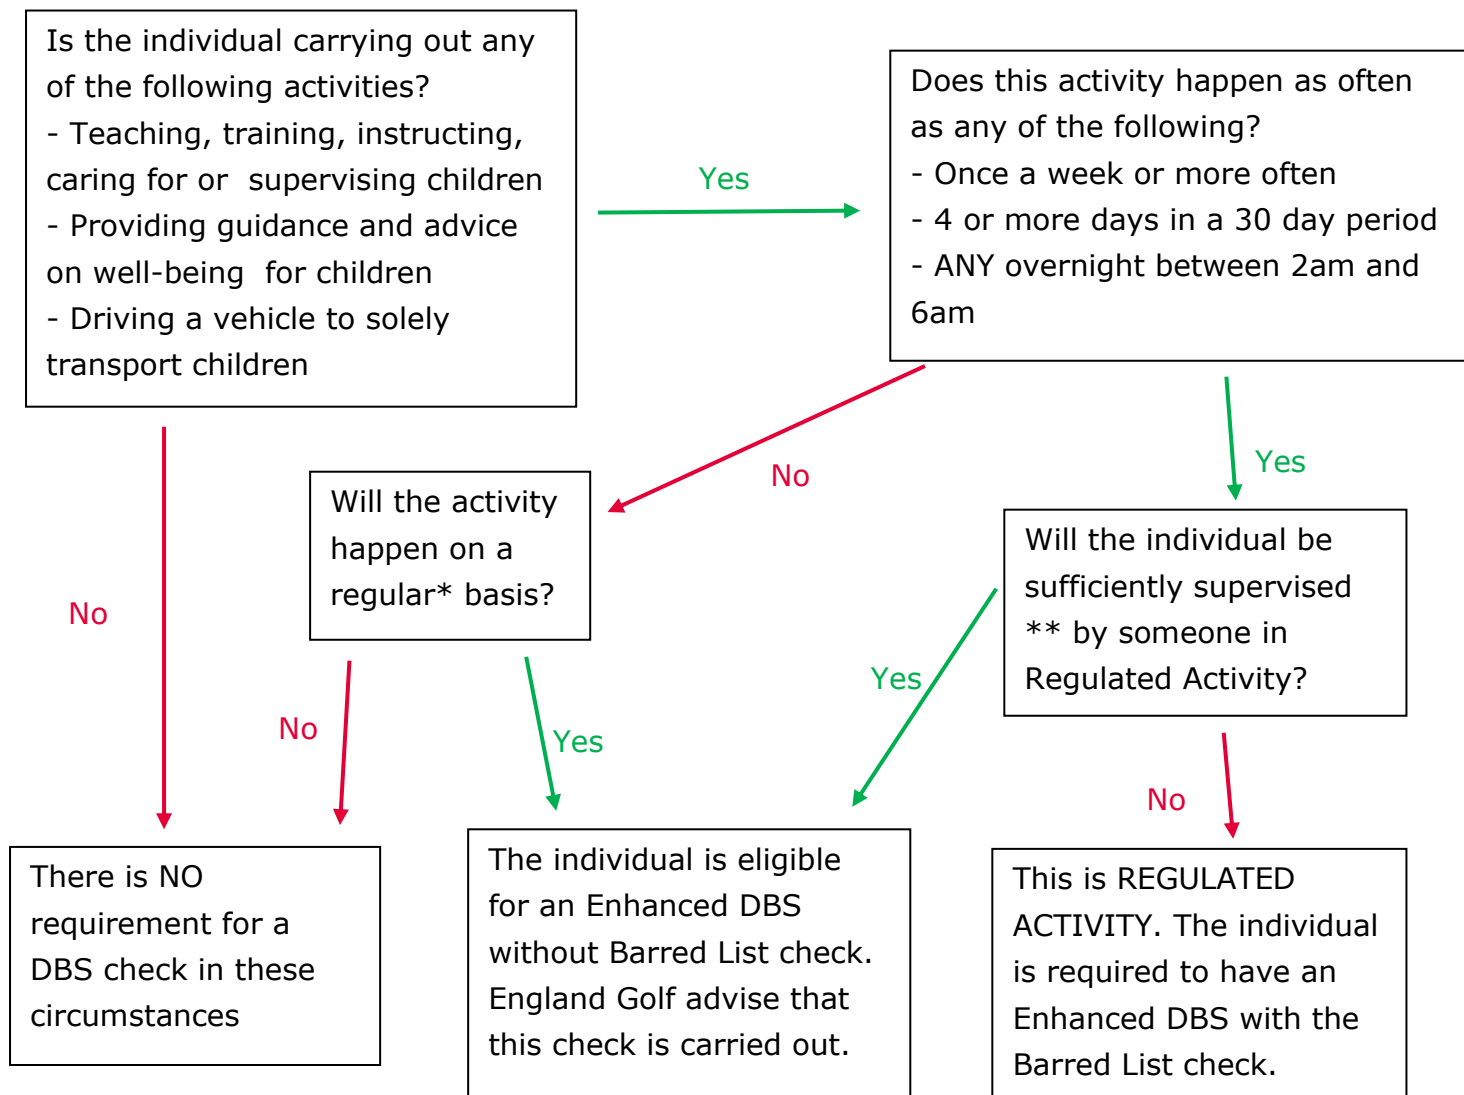 Is the individual carrying out any
of the following activities?
- Teaching, training, instructing,
caring for or  supervising children
- Providing guidance and advice
on well-being  for children
- Driving a vehicle to solely
transport children
Yes
Does this activity happen as often
as any of the following?
- Once a week or more often
- 4 or more days in a 30 day period
- ANY overnight between 2am and
6am
No
No
Yes
Will the activity
happen on a
regular* basis?
Will the individual be
sufficiently supervised
** by someone in
Regulated Activity?
No
Yes
Yes
No
There is NO
requirement for a
DBS check in these
circumstances
The individual is eligible
for an Enhanced DBS
without Barred List check.
England Golf advise that
this check is carried out.
This is REGULATED
ACTIVITY. The individual
is required to have an
Enhanced DBS with the
Barred List check.